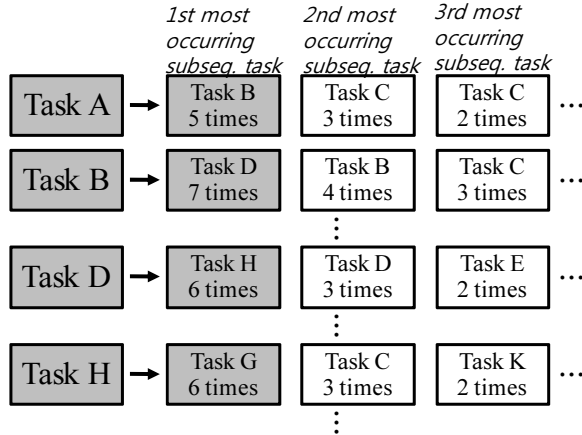 1st most
occurring
subseq. task
2nd most
occurring
subseq. task
3rd most
occurring
subseq. task
Task A
Task B
5 times
Task C
3 times
Task C
2 times
...
Task B
Task D
7 times
Task B
4 times
Task C
3 times
...
Task D
Task H
6 times
Task D
3 times
Task E
2 times
...
Task H
Task G
6 times
Task C
3 times
Task K
2 times
...